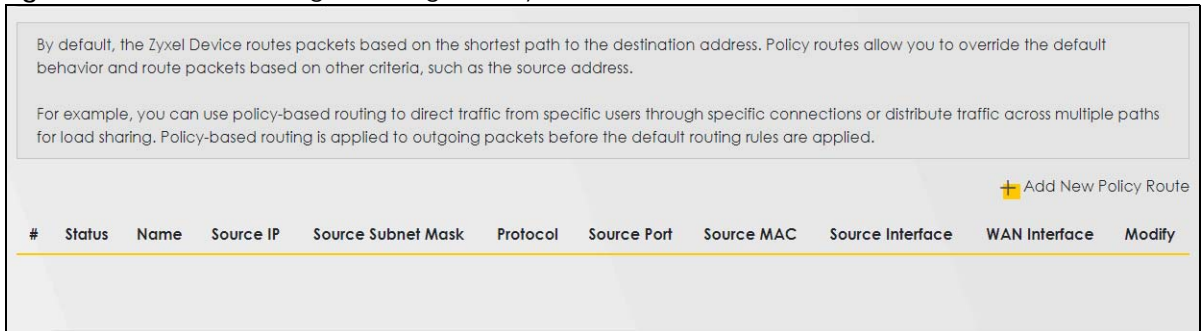 By default, the Zyxel Device routes packets based on the shortest path to the destination address. Policy routes allow you to override the default
behavior and route packets based on other criteria, such as the source address.
For example, you can use policy-based routing to direct traffic from specific users through specific connections or distribute traffic across multiple paths
for load sharing. Policy-based routing is applied to outgoing packets before the default routing rules are applied.
+ Add New Policy Route
# Status Name Source IP Source Subnet Mask Protocol Source Port Source MAC Source Interface WAN Interface Modify